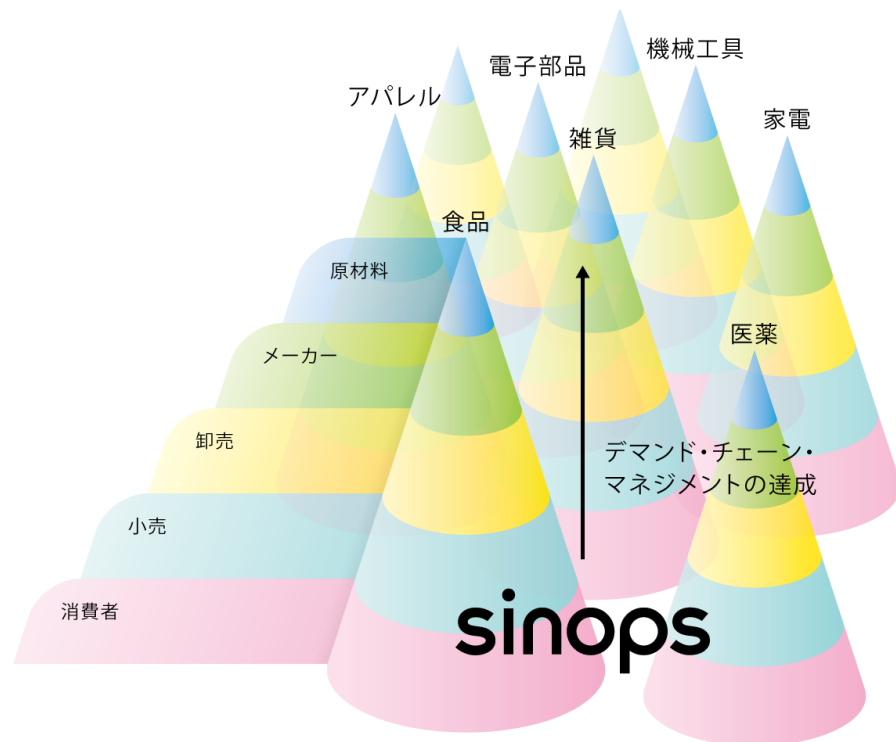 機械工具
電子部品
アパレル
家電
雑貨
食品
原材料
医薬
メーカー
卸売
デマンド・チェーン・
マネジメントの達成
小売
消費者
sinops